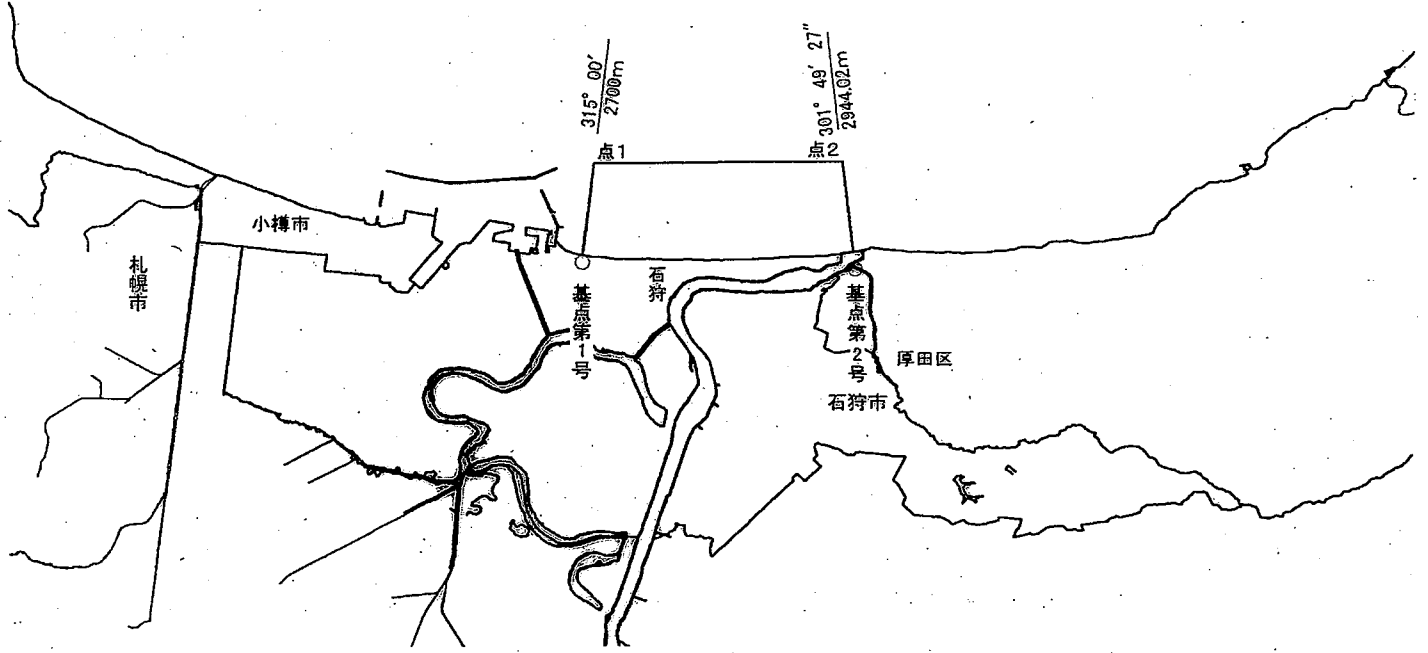 315° 00′
2700m
301° 49′ 27″
2944.02m
点1
点2
小樽市
札幌市
石狩
基点第1号
基点第2号
厚田区
石狩市